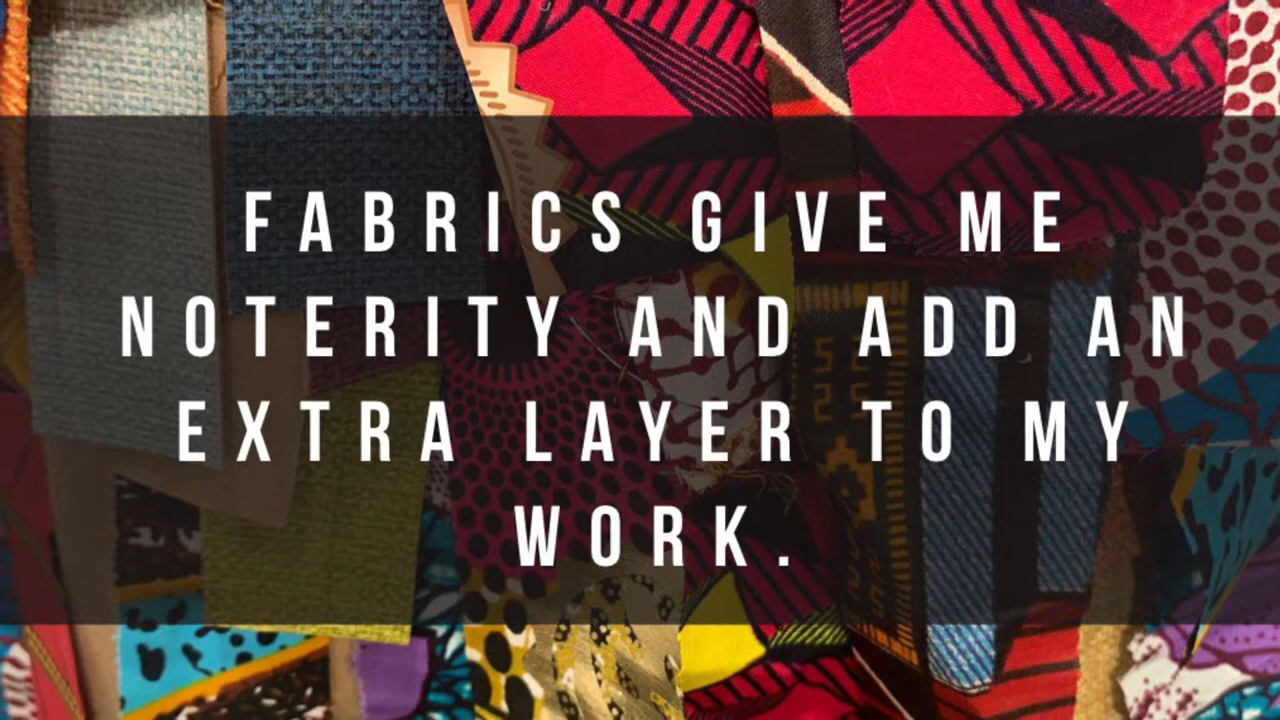 FABRICS GIVE ME
NOTERITY AND ADD AN
EXTRA LAYER TO MY
WORK.